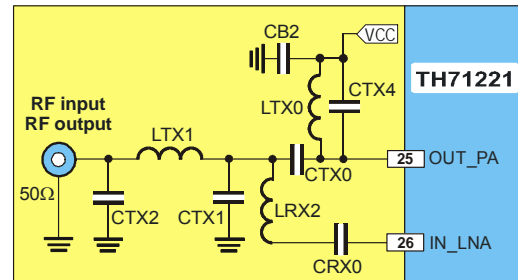 VCC
CB2
TH71221
CTX4
LTX0
RF input
RF output
LTX1
25 OUT_PA
CTX0
50Ω
CTX2
CTX1
LRX2
26 IN_LNA
CRX0